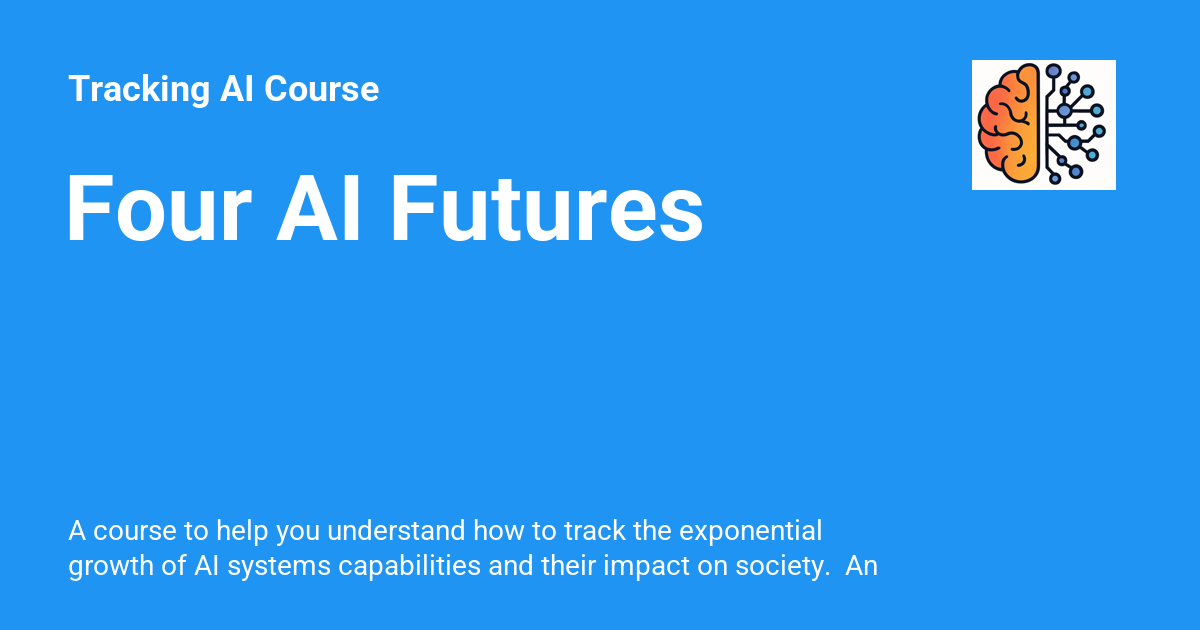 Tracking AI Course
Four AI Futures
A course to help you understand how to track the exponential
growth of AI systems capabilities and their impact on society.  An